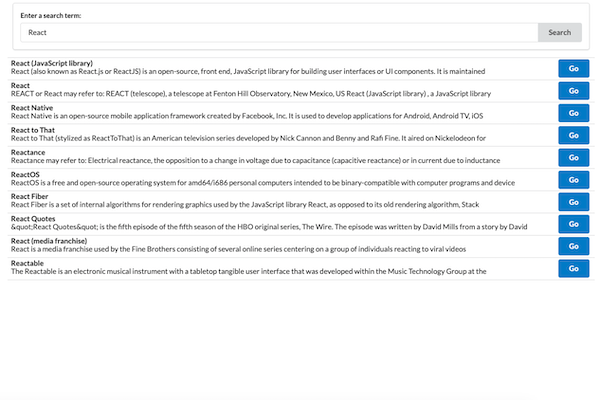 Enter a search term:
React
Search
React (JavaScript library)
React (also known as React.js or ReactJS) is an open-source, front end, JavaScript library for building user interfaces or UI components. It is maintained
Go
React
REACT or React may refer to: REACT (telescope), a telescope at Fenton Hill Observatory, New Mexico, US React (JavaScript library) , a JavaScript library
Go
React Native
React Native is an open-source mobile application framework created by Facebook, Inc. It is used to develop applications for Android, Android TV, iOS
Go
React to That
React to That (stylized as ReactToThat) is an American television series developed by Nick Cannon and Benny and Rafi Fine. It aired on Nickelodeon for
Go
Reactance
Reactance may refer to: Electrical reactance, the opposition to a change in voltage due to capacitance (capacitive reactance) or in current due to inductance
Go
ReactOS
ReactOS is a free and open-source operating system for amd64/i686 personal computers intended to be binary-compatible with computer programs and device
Go
React Fiber
React Fiber is a set of internal algorithms for rendering graphics used by the JavaScript library React, as opposed to its old rendering algorithm, Stack
Go
React Quotes
&quot;React Quotes&quot; is the fifth episode of the fifth season of the HBO original series, The Wire. The episode was written by David Mills from a story by David
Go
React (media franchise)
React is a media franchise used by the Fine Brothers consisting of several online series centering on a group of individuals reacting to viral videos
Go
Reactable
The Reactable is an electronic musical instrument with a tabletop tangible user interface that was developed within the Music Technology Group at the
Go